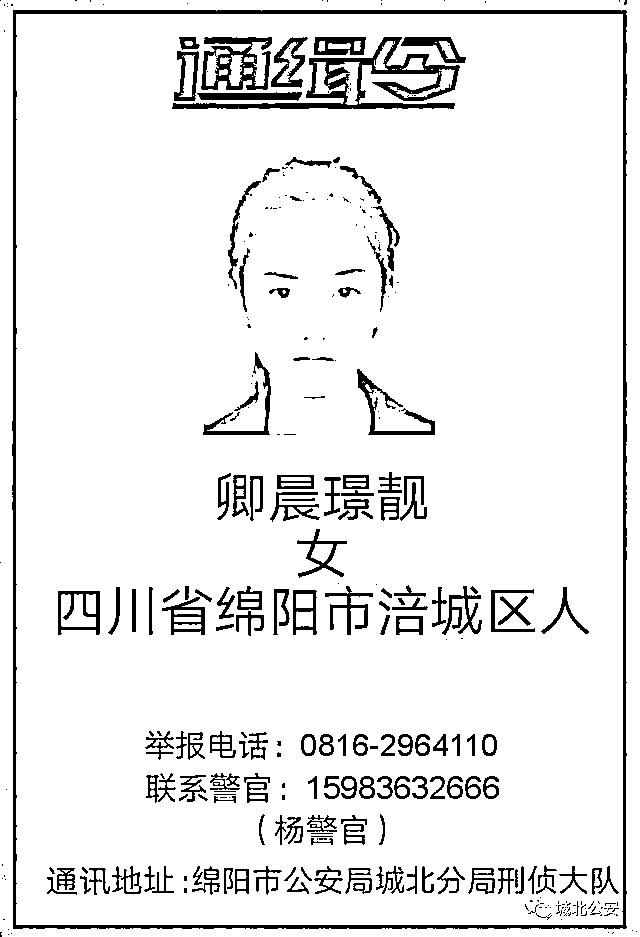 通缉令
卿晨璟靓
女
四川省绵阳市涪城区人
举报电话：0816-2964110
联系警官：15983632666
（杨警官）
通讯地址:绵阳市公安局城北分局刑侦大队
城北公安